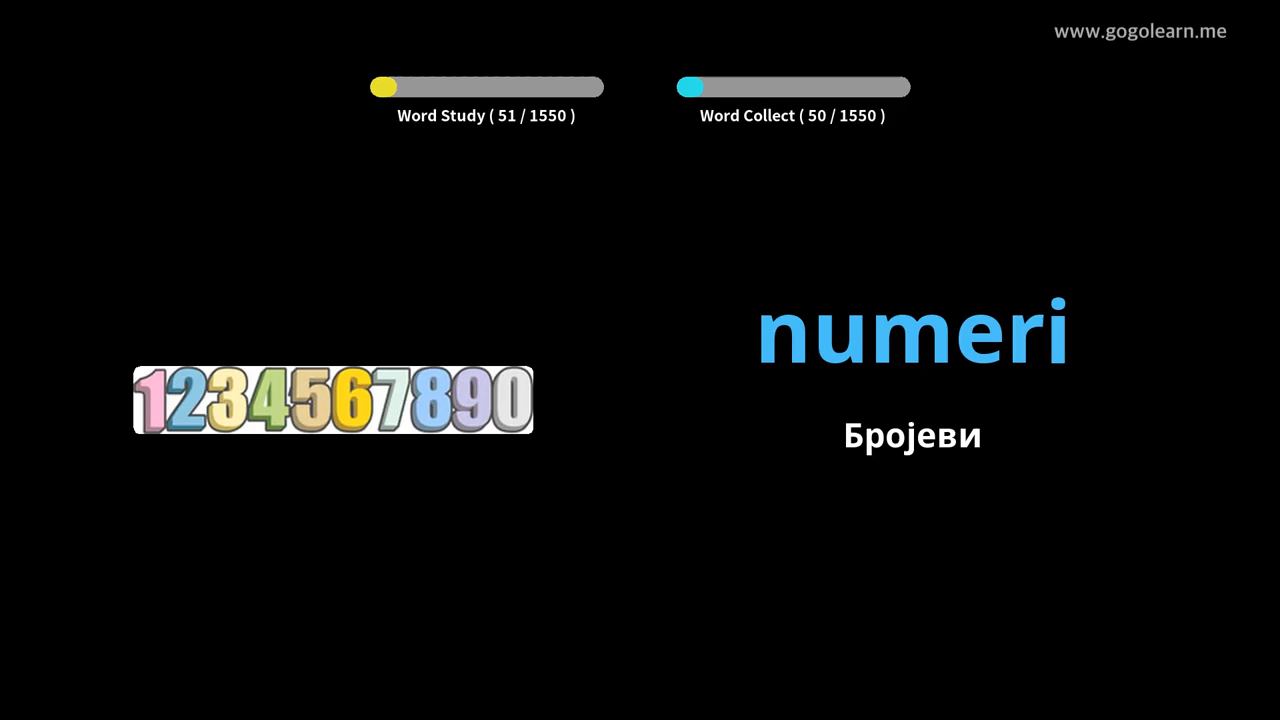 www.gogolearn.me
Word Study ( 51 / 1550 )
Word Collect ( 50 / 1550 )
numeri
1234567890
Бројеви